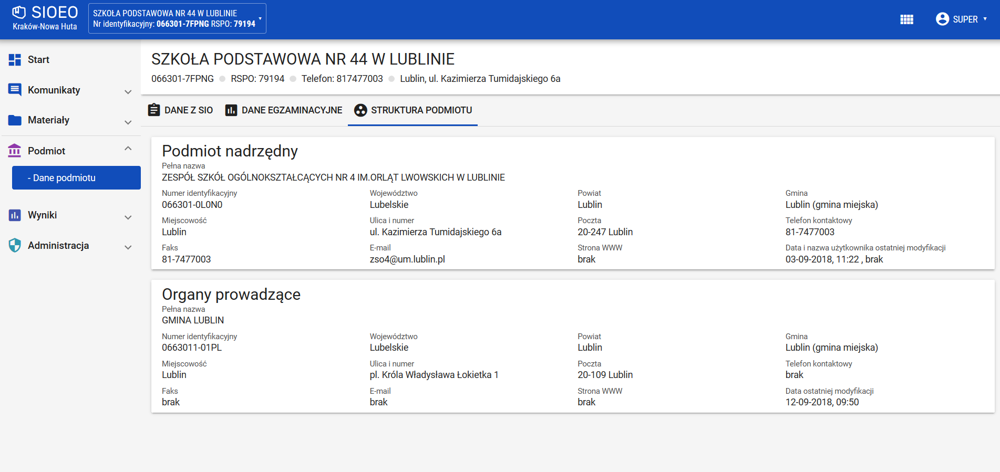 SIOEO
Kraków-Nowa Huta
SZKOŁA PODSTAWOWA NR 44 W LUBLINIE
Nr identyfikacyjny: 066301-7FPNG RSPO: 79194
SUPER
Start
Komunikaty
Materiały
Podmiot
- Dane podmiotu
Wyniki
Administracja
SZKOŁA PODSTAWOWA NR 44 W LUBLINIE
066301-7FPNG RSPO: 79194 Telefon: 817477003 Lublin, ul. Kazimierza Tumidajskiego 6a
DANE Z SIO DANE EGZAMINACYJNE STRUKTURA PODMIOTU
Podmiot nadrzędny
Pełna nazwa
ZESPÓŁ SZKÓŁ OGÓLNOKSZTAŁCĄCYCH NR 4 IM.ORLĄT LWOWSKICH W LUBLINIE
Numer identyfikacyjny Województwo Powiat Gmina
066301-0L0N0 Lubelskie Lublin Lublin (gmina miejska)
Miejscowość Ulica i numer Poczta Telefon kontaktowy
Lublin ul. Kazimierza Tumidajskiego 6a 20-247 Lublin 81-7477003
Faks E-mail Strona WWW Data i nazwa użytkownika ostatniej modyfikacji
81-7477003 zso4@um.lublin.pl brak 03-09-2018, 11:22 , brak
Organy prowadzące
Pełna nazwa
GMINA LUBLIN
Numer identyfikacyjny Województwo Powiat Gmina
0663011-01PL Lubelskie Lublin Lublin (gmina miejska)
Miejscowość Ulica i numer Poczta Telefon kontaktowy
Lublin pl. Króla Władysława Łokietka 1 20-109 Lublin brak
Faks E-mail Strona WWW Data ostatniej modyfikacji
brak brak brak 12-09-2018, 09:50